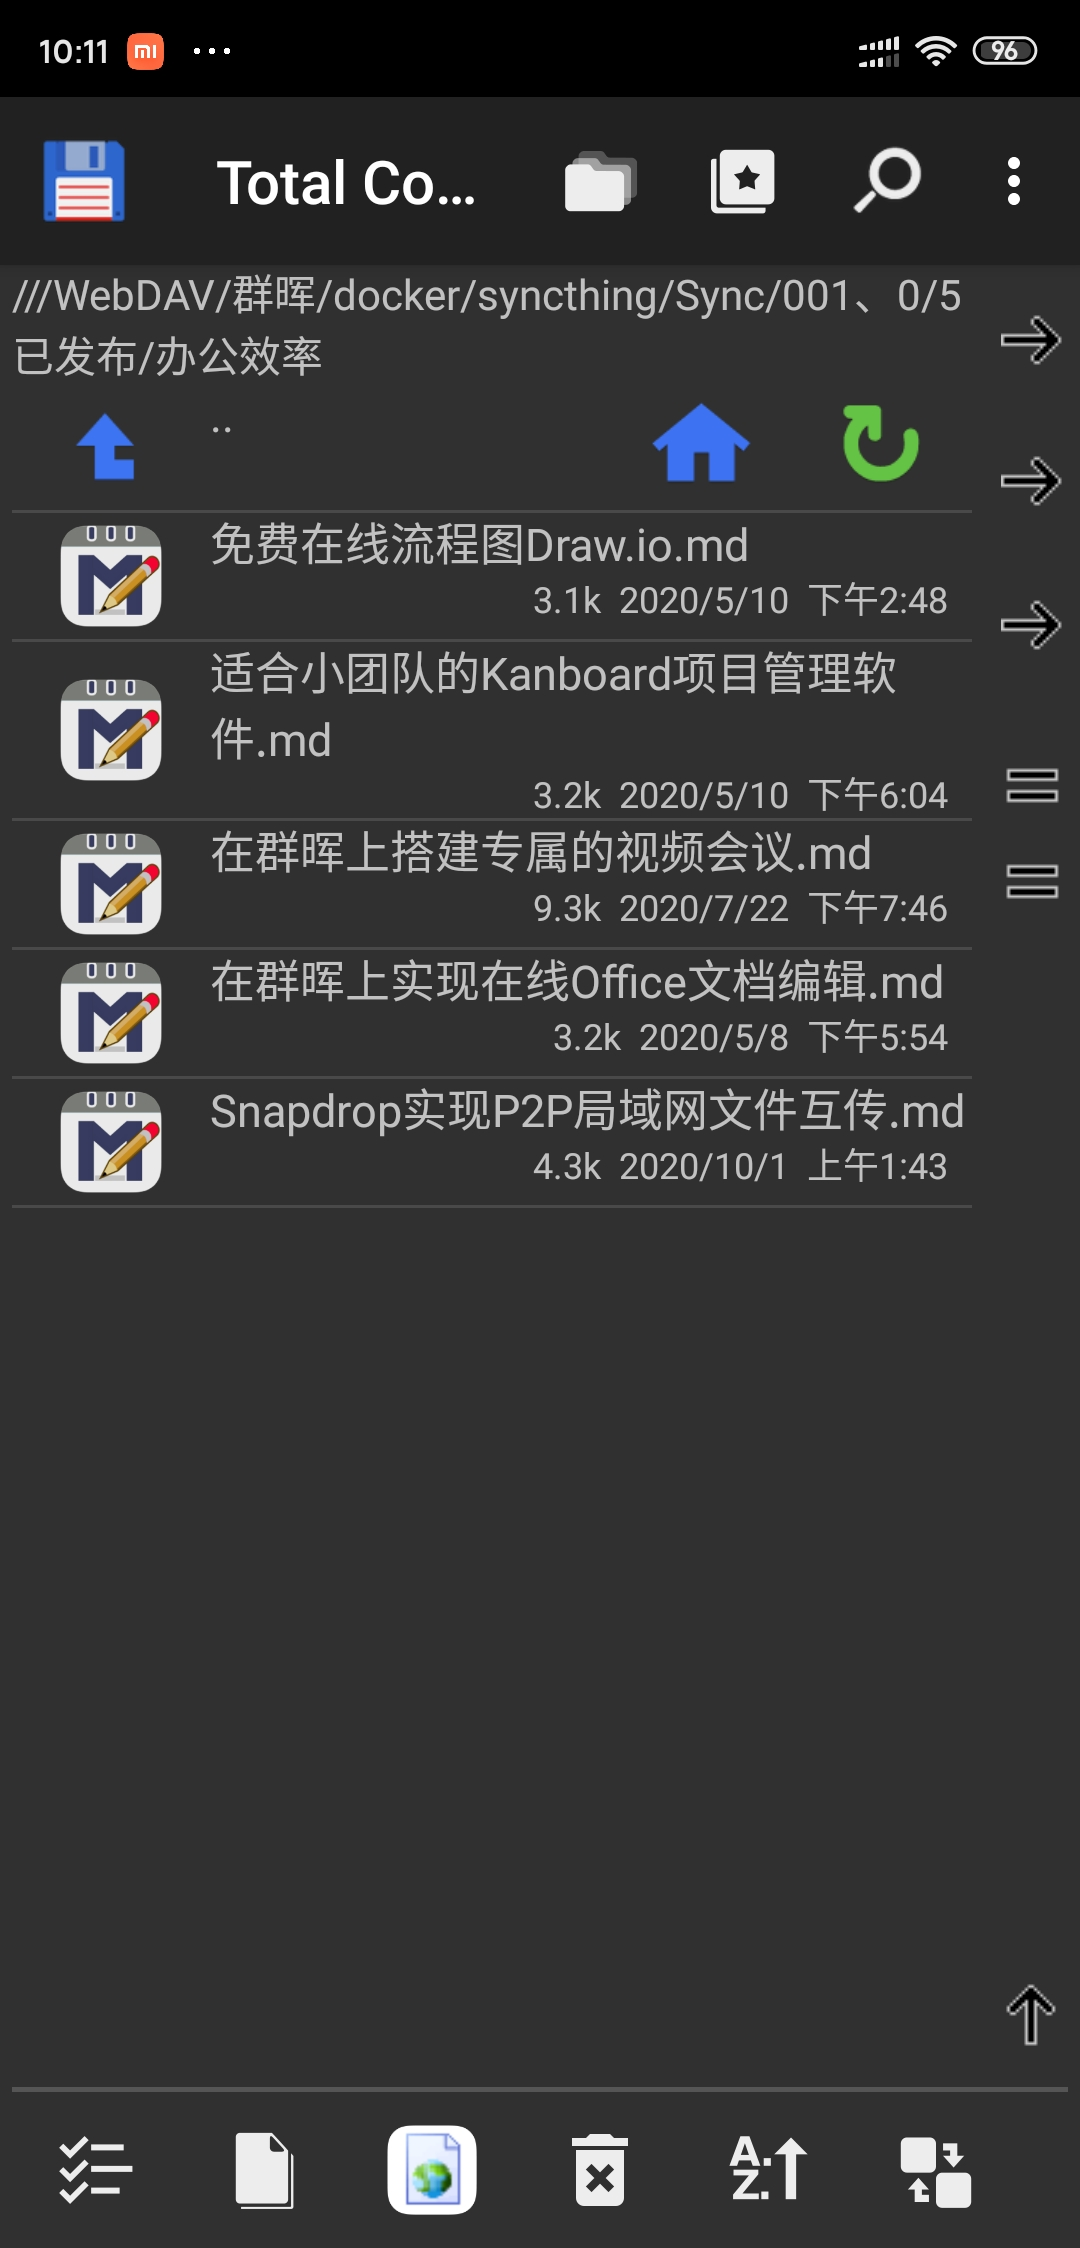 10:11
96
Total Co...
///WebDAV/群晖/docker/syncthing/Sync/001、0/5
已发布/办公效率
..
免费在线流程图Draw.io.md
3.1k 2020/5/10 下午2:48
适合小团队的Kanboard项目管理软
件.md
3.2k 2020/5/10 下午6:04
在群晖上搭建专属的视频会议.md
9.3k 2020/7/22 下午7:46
在群晖上实现在线Office文档编辑.md
3.2k 2020/5/8 下午5:54
Snapdrop实现P2P局域网文件互传.md
4.3k 2020/10/1 上午1:43